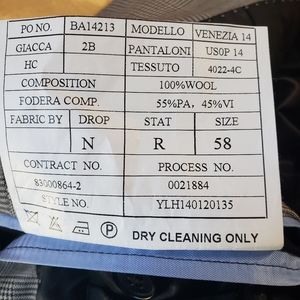 PO NO. BA14213 MODELLO VENEZIA 14
GIACCA 2B PANTALONI US0P 14
HC TESSUTO 4022-4C
COMPOSITION 100%WOOL
FODERA COMP. 55%PA, 45%VI
FABRIC BY DROP STAT SIZE
N R 58
CONTRACT NO. PROCESS NO.
83000864-2 0021884
STYLE NO. YLH140120135
P DRY CLEANING ONLY